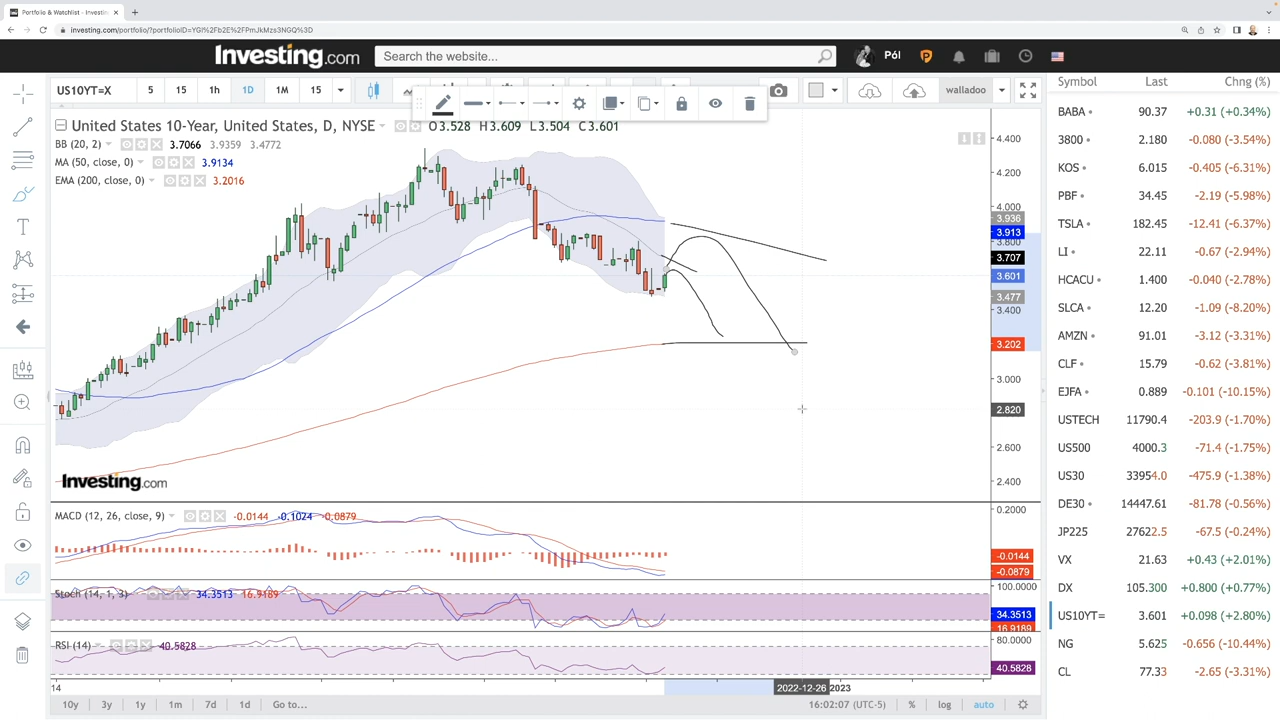 Portfolio & Watchlist - Investin
investing.com/portfolio/?portfolioID=YGI%2Fb2E%2FPmJkMzs3NGQ%3D
Investing.com Search the website... Pól
US10YT=X 5 15 1h 1D 1M 15 walladoo
United States 10-Year, United States, D, NYSE O3.528 H3.609 L3.504 C3.601
BB (20, 2) 3.7066 3.9359 3.4772
MA (50, close, 0) 3.9134
EMA (200, close, 0) 3.2016
4.400
4.200
4.000
3.936
3.913
3.800
3.707
3.601
3.477
3.400
3.202
3.000
2.820
2.600
2.400
Investing.com
MACD (12, 26, close, 9) -0.0144 -0.1024 -0.0879
0.2000
-0.0144
-0.0879
Stoch (14, 1, 3) 34.3513 16.9189
100.0000
34.3513
16.9189
RSI (14) 40.5828
80.0000
40.5828
14 2022-12-26 2023
10y 3y 1y 1m 7d 1d Go to... 16:02:07 (UTC-5) % log auto
Symbol Last Chng (%)
BABA 90.37 +0.31 (+0.34%)
3800 2.180 -0.080 (-3.54%)
KOS 6.015 -0.405 (-6.31%)
PBF 34.45 -2.19 (-5.98%)
TSLA 182.45 -12.41 (-6.37%)
LI 22.11 -0.67 (-2.94%)
HCACU 1.400 -0.040 (-2.78%)
SLCA 12.20 -1.09 (-8.20%)
AMZN 91.01 -3.12 (-3.31%)
CLF 15.79 -0.62 (-3.81%)
EJFA 0.889 -0.101 (-10.15%)
USTECH 11790.4 -203.9 (-1.70%)
US500 4000.3 -71.4 (-1.75%)
US30 33954.0 -475.9 (-1.38%)
DE30 14447.61 -81.78 (-0.56%)
JP225 27622.5 -67.5 (-0.24%)
VX 21.63 +0.43 (+2.01%)
DX 105.300 +0.800 (+0.77%)
US10YT= 3.601 +0.098 (+2.80%)
NG 5.625 -0.656 (-10.44%)
CL 77.33 -2.65 (-3.31%)